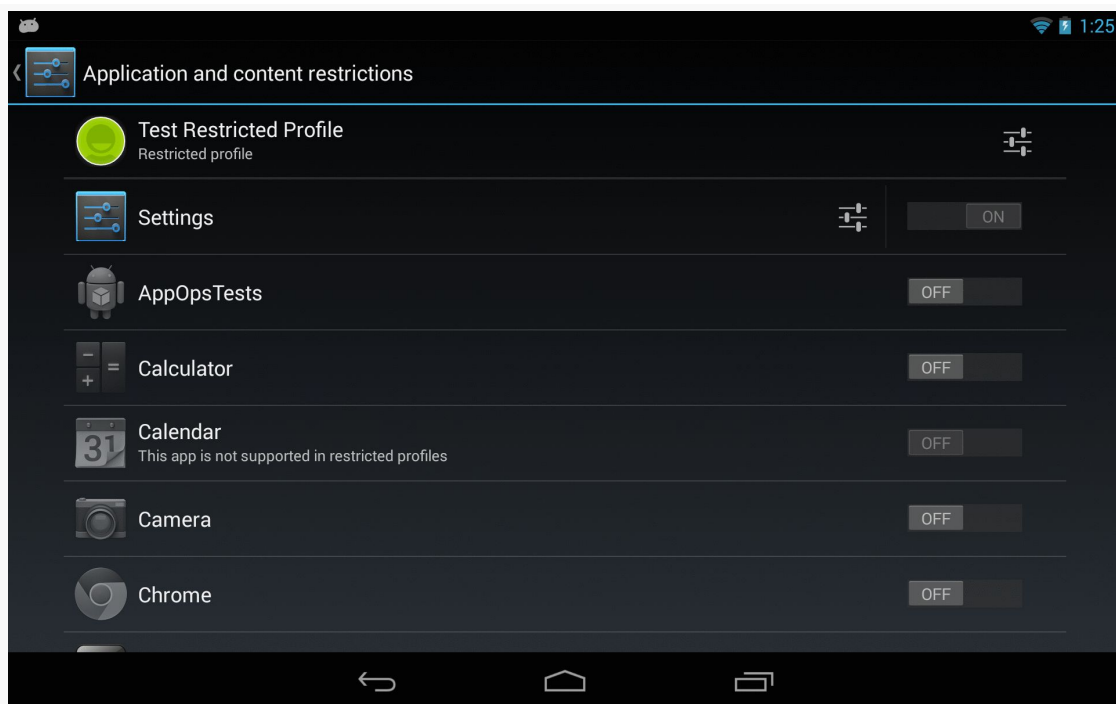 1:25
Application and content restrictions
Test Restricted Profile
Restricted profile
Settings
ON
AppOpsTests
OFF
Calculator
OFF
31
Calendar
This app is not supported in restricted profiles
OFF
Camera
OFF
Chrome
OFF